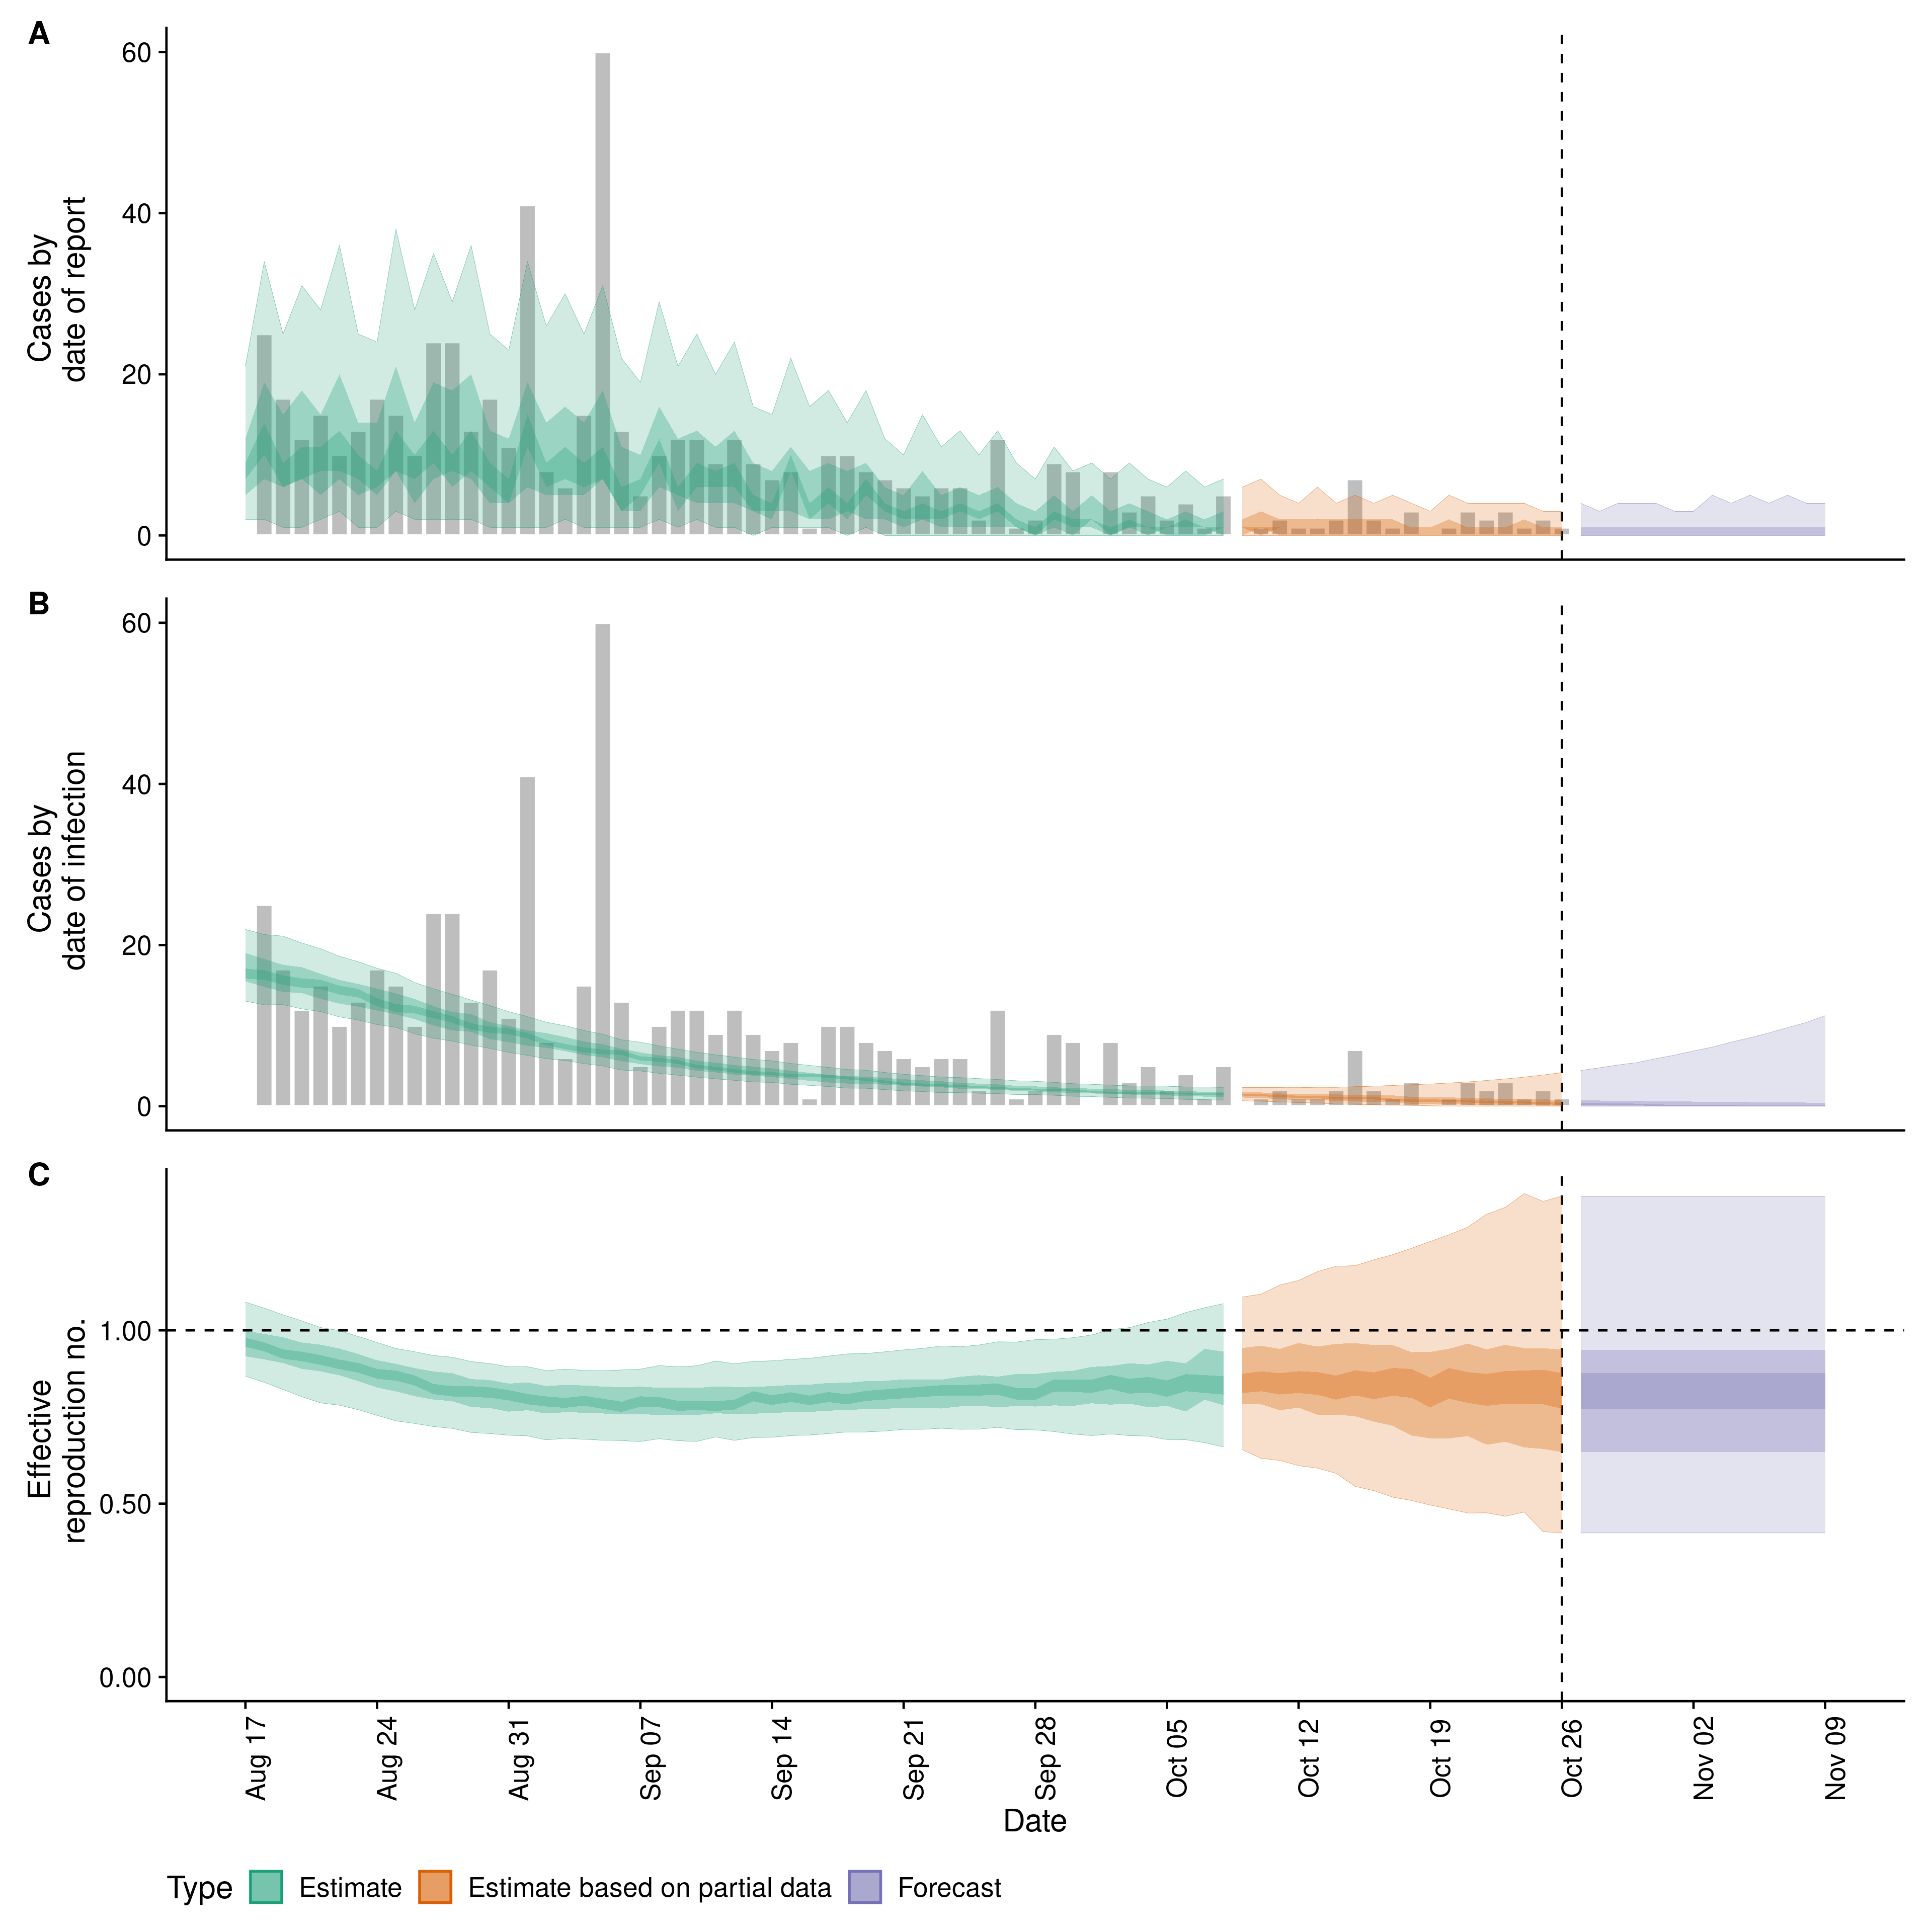 A
60
40
20
0
Cases by
date of report
B
60
40
20
0
Cases by
date of infection
C
1.00
0.50
0.00
Effective
reproduction no.
Aug 17
Aug 24
Aug 31
Sep 07
Sep 14
Sep 21
Sep 28
Oct 05
Oct 12
Oct 19
Oct 26
Nov 02
Nov 09
Date
Type Estimate Estimate based on partial data Forecast